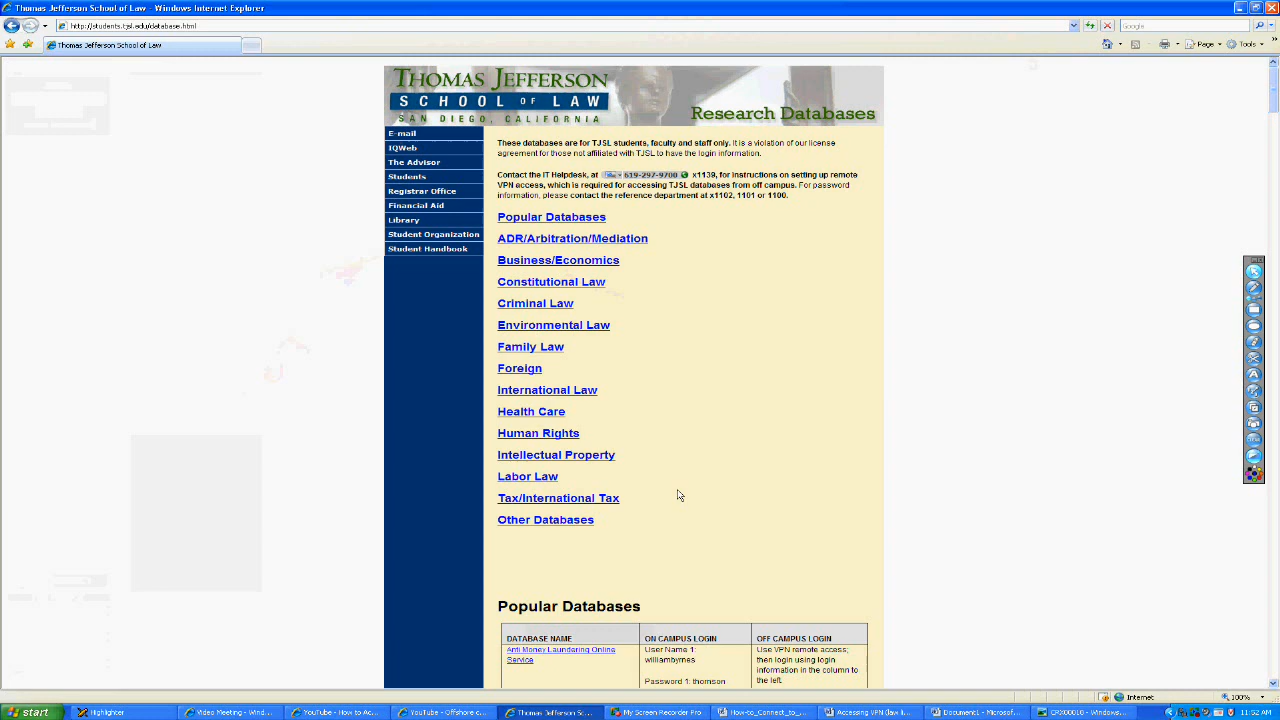 Thomas Jefferson School of Law - Windows Internet Explorer
http://students.tjsl.edu/database.html
Google
Thomas Jefferson School of Law
Page
Tools
THOMAS JEFFERSON
SCHOOL OF LAW
SAN DIEGO, CALIFORNIA
Research Databases
E-mail
IQWeb
The Advisor
Students
Registrar Office
Financial Aid
Library
Student Organization
Student Handbook
These databases are for TJSL students, faculty and staff only. It is a violation of our license
agreement for those not affiliated with TJSL to have the login information.
Contact the IT Helpdesk, at 619-297-9700 x1139, for instructions on setting up remote
VPN access, which is required for accessing TJSL databases from off campus. For password
information, please contact the reference department at x1102, 1101 or 1100.
Popular Databases
ADR/Arbitration/Mediation
Business/Economics
Constitutional Law
Criminal Law
Environmental Law
Family Law
Foreign
International Law
Health Care
Human Rights
Intellectual Property
Labor Law
Tax/International Tax
Other Databases
Popular Databases
DATABASE NAME ON CAMPUS LOGIN OFF CAMPUS LOGIN
Anti Money Laundering Online
Service
User Name 1:
williambyrnes
Password 1: thomson
Use VPN remote access;
then login using login
information in the column to
the left.
CLEAR
Internet
100%
start
Highlighter
Video Meeting - Wind...
YouTube - How to Ac...
YouTube - Offshore c...
Thomas Jefferson Sc...
My Screen Recorder Pro
How-to_Connect_to_...
Accessing VPN (law li...
Document1 - Microsof...
CRX00010 - Windows...
11:52 AM